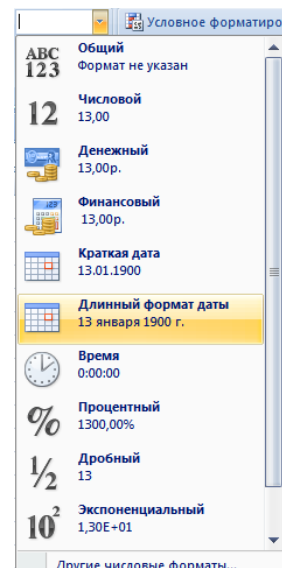 Условное форматиро
ABC
123
Общий
Формат не указан
12
Числовой
13,00
Денежный
13,00р.
Финансовый
13,00р.
Краткая дата
13.01.1900
Длинный формат даты
13 января 1900 г.
Время
0:00:00
%
Процентный
1300,00%
½
Дробный
13
10²
Экспоненциальный
1,30E+01
Другие числовые форматы...